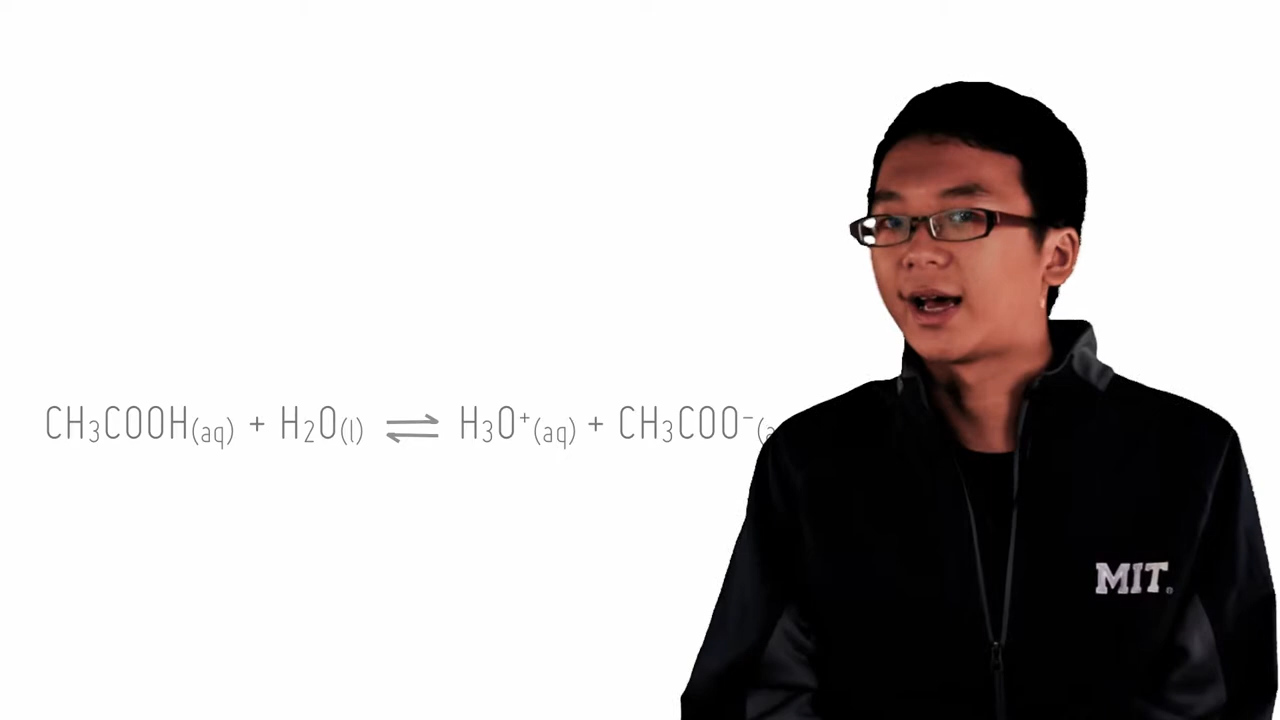 CH₃COOH(aq) + H₂O(l) ⇌ H₃O⁺(aq) + CH₃COO⁻(a
MIT